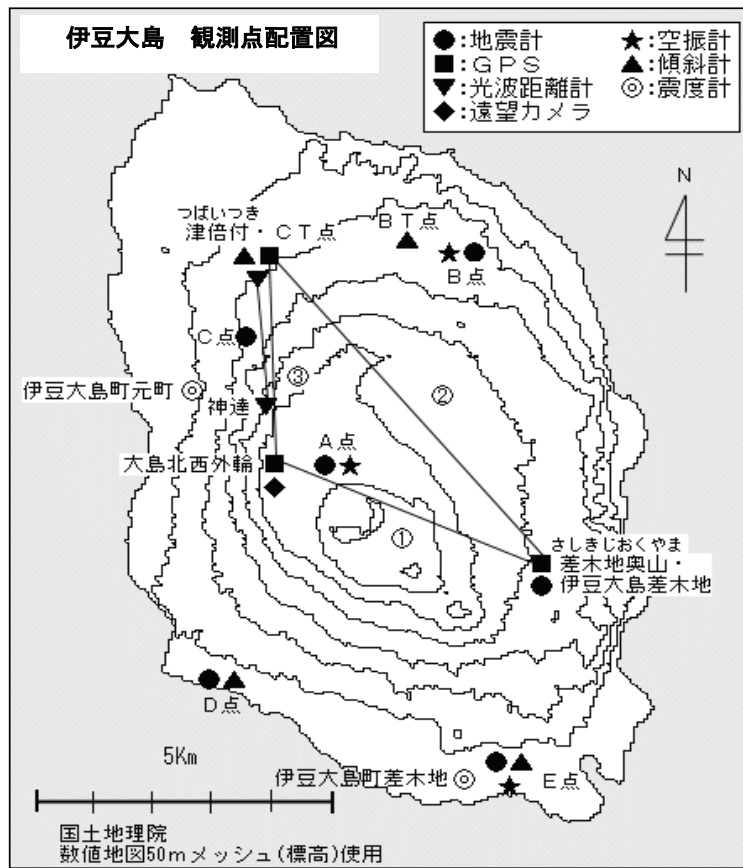 伊豆大島　観測点配置図
●:地震計　★:空振計
■:GPS　▲:傾斜計
▼:光波距離計　◎:震度計
◆:遠望カメラ
N
つばいつき
津倍付・CT点
BT点
B点
C点
③
②
伊豆大島町元町
神達
A点
大島北西外輪
①
さしきじおくやま
差木地奥山・
伊豆大島差木地
D点
5Km
伊豆大島町差木地
E点
国土地理院
数値地図50mメッシュ(標高)使用